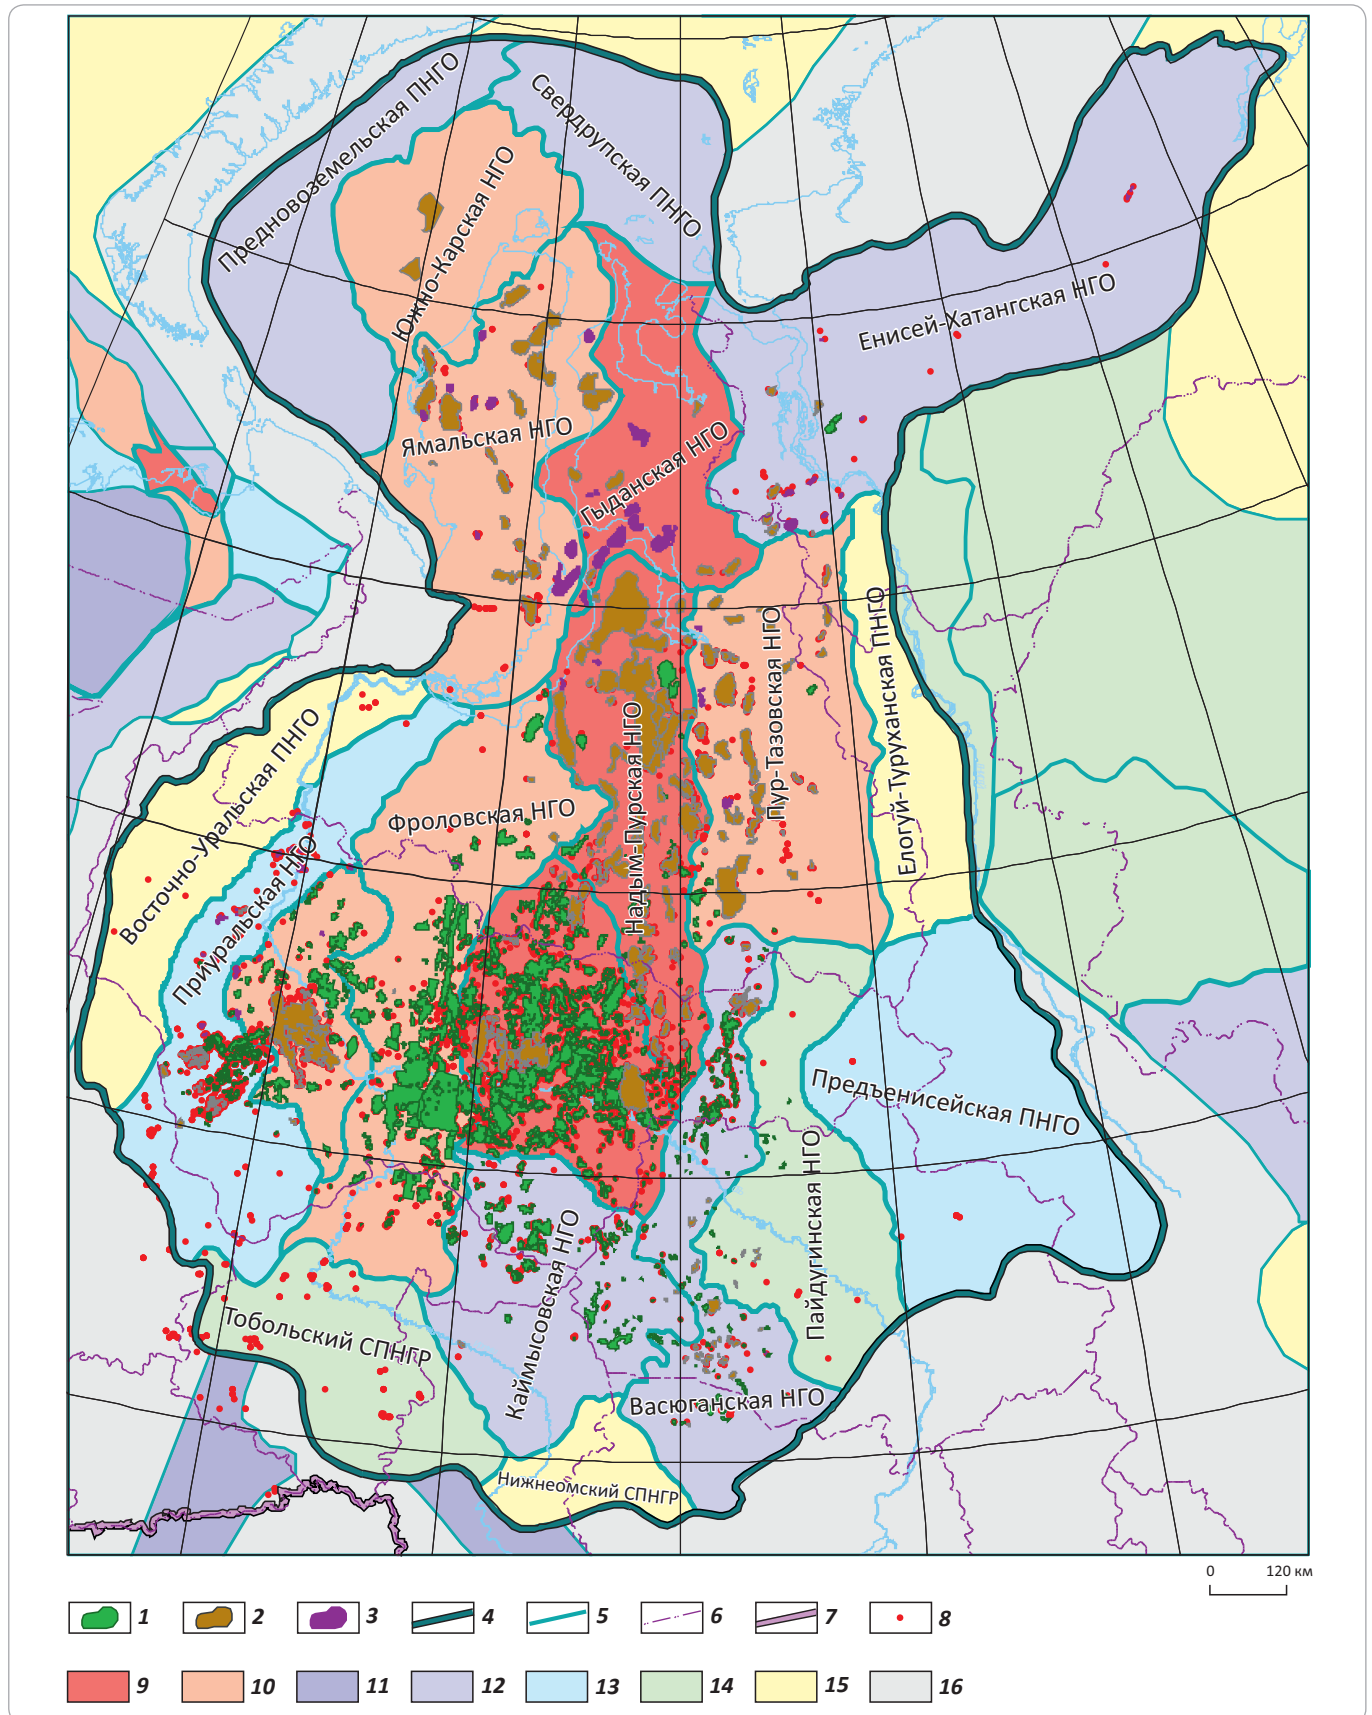 Предновоземельская ПНГО
Свердрупская ПНГО
Южно-Карская НГО
Енисей-Хатангская НГО
Ямальская НГО
Гыданская НГО
Елогуй-Туруханская ПНГО
Пур-Тазовская НГО
Надым-Пурская НГО
Восточно-Уральская ПНГО
Фроловская НГО
Приуральская НГО
Предъенисейская ПНГО
Пайдугинская НГО
Каймысовская НГО
Тобольский СПНГР
Васюганская НГО
Нижнеомский СПНГР
0 120 км
1 2 3 4 5 6 7 8
9 10 11 12 13 14 15 16